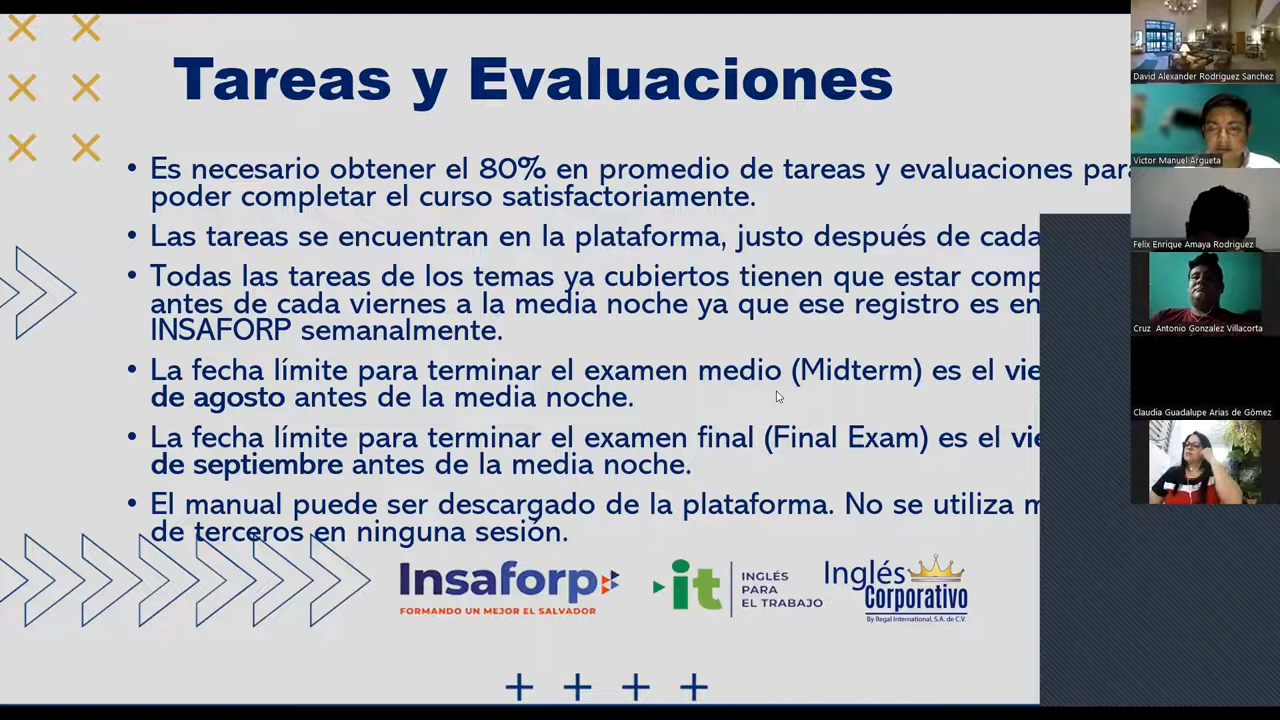 Tareas y Evaluaciones
• Es necesario obtener el 80% en promedio de tareas y evaluaciones para
poder completar el curso satisfactoriamente.
• Las tareas se encuentran en la plataforma, justo después de cada
• Todas las tareas de los temas ya cubiertos tienen que estar comp
antes de cada viernes a la media noche ya que ese registro es en
INSAFORP semanalmente.
• La fecha límite para terminar el examen medio (Midterm) es el vie
de agosto antes de la media noche.
• La fecha límite para terminar el examen final (Final Exam) es el vie
de septiembre antes de la media noche.
• El manual puede ser descargado de la plataforma. No se utiliza m
de terceros en ninguna sesión.
Insaforp
FORMANDO UN MEJOR EL SALVADOR
it
INGLÉS
PARA
EL TRABAJO
Inglés
Corporativo
By Regal International, S.A. de C.V.
David Alexander Rodriguez Sanchez
Victor Manuel Argueta
Felix Enrique Amaya Rodriguez
Cruz Antonio Gonzalez Villacorta
Claudia Guadalupe Arias de Gómez